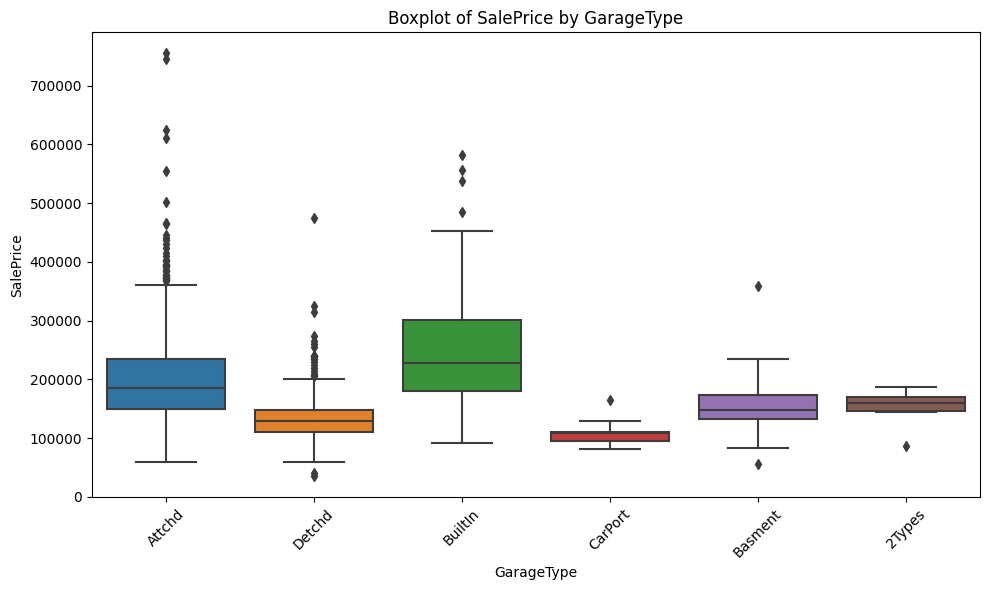 Boxplot of SalePrice by GarageType
SalePrice
700000
600000
500000
400000
300000
200000
100000
0
Attchd
Detchd
BuiltIn
CarPort
Basment
2Types
GarageType